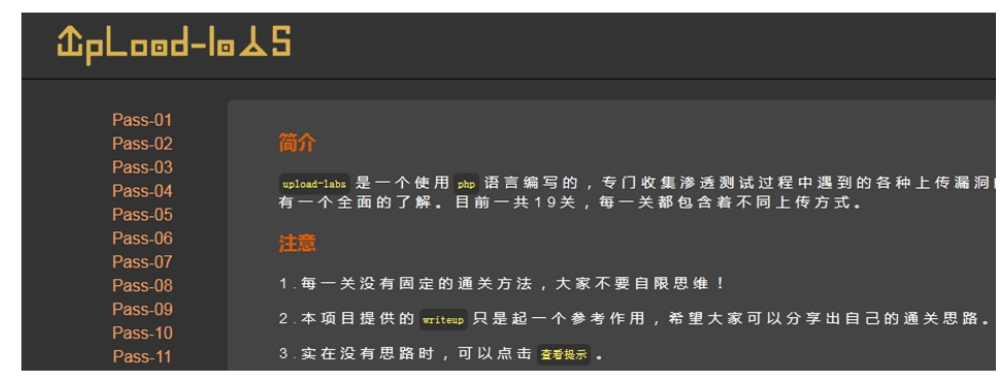 UpLoad-labs
Pass-01
Pass-02
Pass-03
Pass-04
Pass-05
Pass-06
Pass-07
Pass-08
Pass-09
Pass-10
Pass-11
简介
upload-labs 是一个使用 php 语言编写的，专门收集渗透测试过程中遇到的各种上传漏洞
有一个全面的了解。目前一共19关，每一关都包含着不同上传方式。
注意
1.每一关没有固定的通关方法，大家不要自限思维！
2.本项目提供的 writeup 只是起一个参考作用，希望大家可以分享出自己的通关思路。
3.实在没有思路时，可以点击 查看提示 。